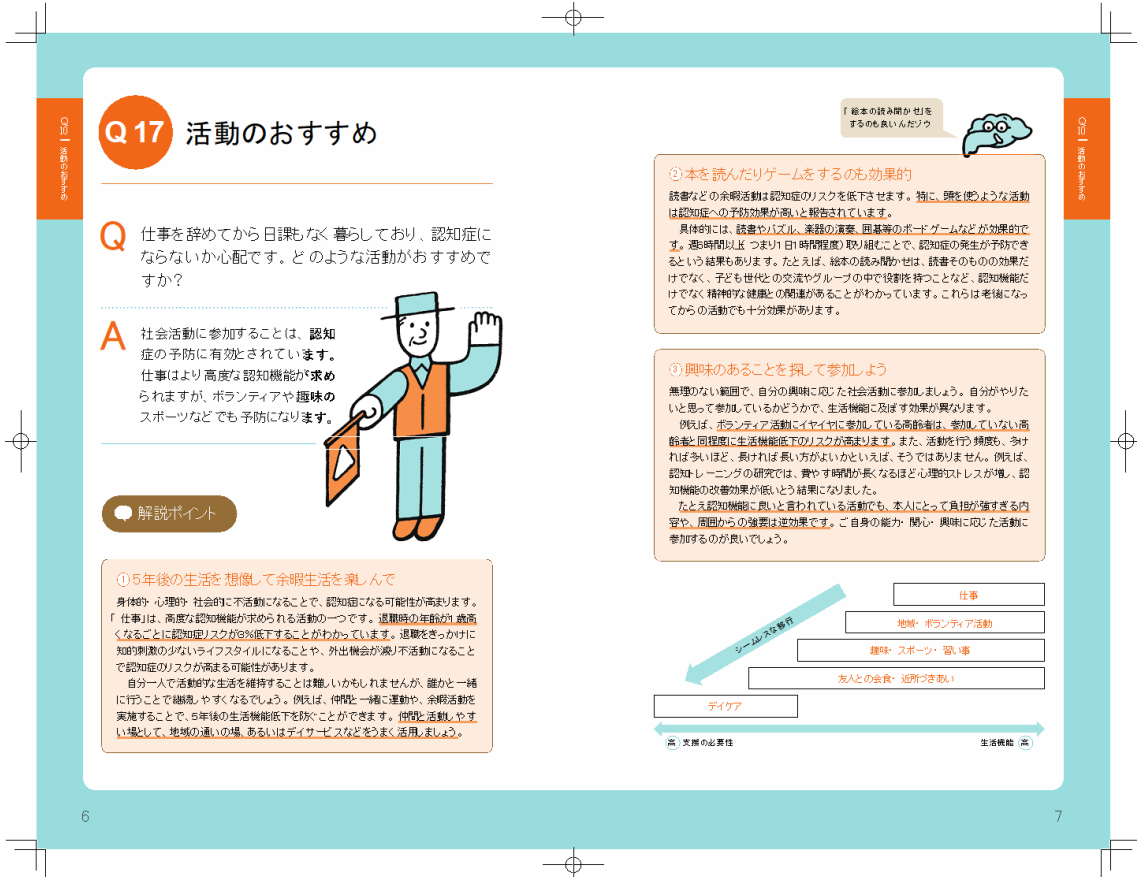 Q10 | 活動のおすすめ
Q 17 活動のおすすめ
Q 仕事を辞めてから日課もなく暮らしており、認知症に
ならないか心配です。どのような活動がおすすめで
すか？
A 社会活動に参加することは、認知
症の予防に有効とされています。
仕事はより高度な認知機能が求め
られますが、ボランティアや趣味の
スポーツなどでも予防になります。
解説ポイント
①５年後の生活を想像して余暇生活を楽しんで
身体的・心理的・社会的に不活動になることで、認知症になる可能性が高まります。
「仕事」は、高度な認知機能が求められる活動の一つです。退職時の年齢が1歳高
くなるごとに認知症リスクが3%低下することがわかっています。退職をきっかけに
知的刺激の少ないライフスタイルになることや、外出機会が減り不活動になること
で認知症のリスクが高まる可能性があります。
自分一人で活動的な生活を維持することは難しいかもしれませんが、誰かと一緒
に行うことで継続しやすくなるでしょう。例えば、仲間と一緒に運動や、余暇活動を
実施することで、５年後の生活機能低下を防ぐことができます。仲間と活動しやす
い場として、地域の通いの場、あるいはデイサービスなどをうまく活用しましょう。
6
「絵本の読み聞かせ」を
するのも良いんだゾウ
②本を読んだりゲームをするのも効果的
読書などの余暇活動は認知症のリスクを低下させます。特に、頭を使うような活動
は認知症への予防効果が高いと報告されています。
具体的には、読書やパズル、楽器の演奏、囲碁等のボードゲームなどが効果的で
す。週6時間以上（つまり1日1時間程度）取り組むことで、認知症の発生が予防でき
るという結果もあります。たとえば、絵本の読み聞かせは、読書そのものの効果だ
けでなく、子ども世代との交流やグループの中で役割を持つことなど、認知機能だ
けでなく精神的な健康との関連があることがわかっています。これらは老後になっ
てからの活動でも十分効果があります。
③興味のあることを探して参加しよう
無理のない範囲で、自分の興味に応じた社会活動に参加しましょう。自分がやりた
いと思って参加しているかどうかで、生活機能に及ぼす効果が異なります。
例えば、ボランティア活動にイヤイヤに参加している高齢者は、参加していない高
齢者と同程度に生活機能低下のリスクが高まります。また、活動を行う頻度も、多け
れば多いほど、長ければ長い方がよいかといえば、そうではありません。例えば、
認知トレーニングの研究では、費やす時間が長くなるほど心理的ストレスが増し、認
知機能の改善効果が低いとう結果になりました。
たとえ認知機能に良いと言われている活動でも、本人にとって負担が強すぎる内
容や、周囲からの強要は逆効果です。ご自身の能力・関心・興味に応じた活動に
参加するのが良いでしょう。
シームレスな移行
仕事
地域・ボランティア活動
趣味・スポーツ・習い事
友人との会食・近所づきあい
デイケア
高 支援の必要性
生活機能 高
Q10 | 活動のおすすめ
7